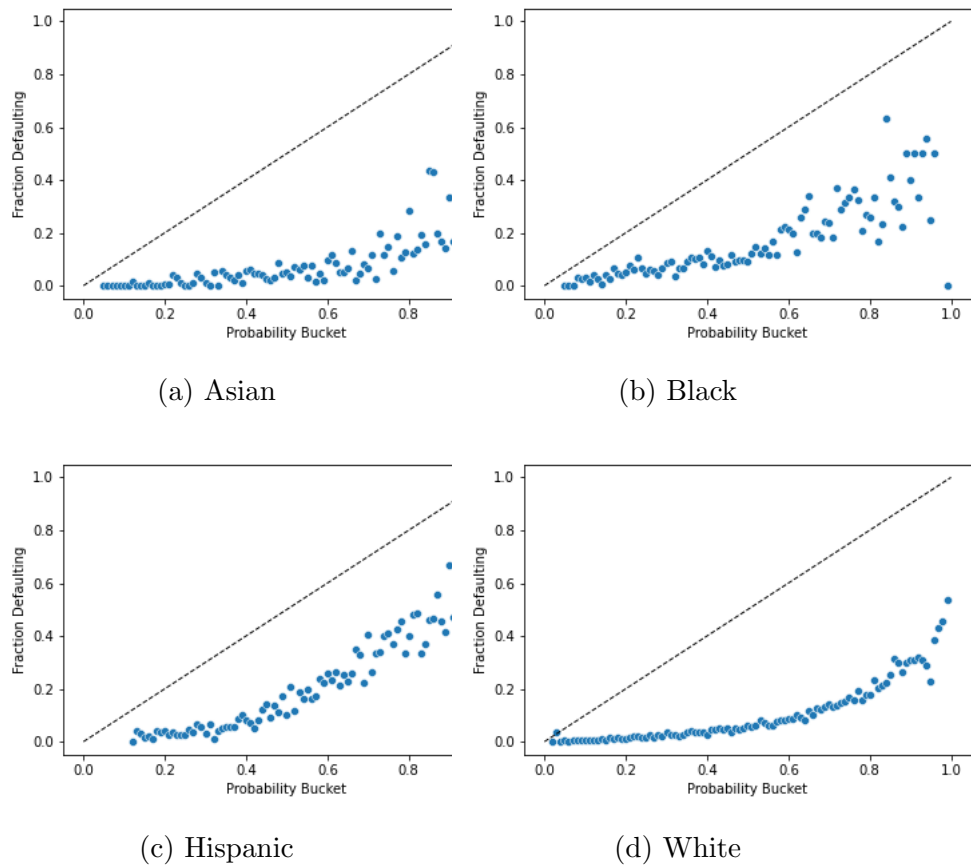 1.0
0.8
0.6
0.4
0.2
0.0
Fraction Defaulting
0.0 0.2 0.4 0.6 0.8
Probability Bucket
(a) Asian
1.0
0.8
0.6
0.4
0.2
0.0
Fraction Defaulting
0.0 0.2 0.4 0.6 0.8 1.0
Probability Bucket
(b) Black
1.0
0.8
0.6
0.4
0.2
0.0
Fraction Defaulting
0.0 0.2 0.4 0.6 0.8
Probability Bucket
(c) Hispanic
1.0
0.8
0.6
0.4
0.2
0.0
Fraction Defaulting
0.0 0.2 0.4 0.6 0.8 1.0
Probability Bucket
(d) White